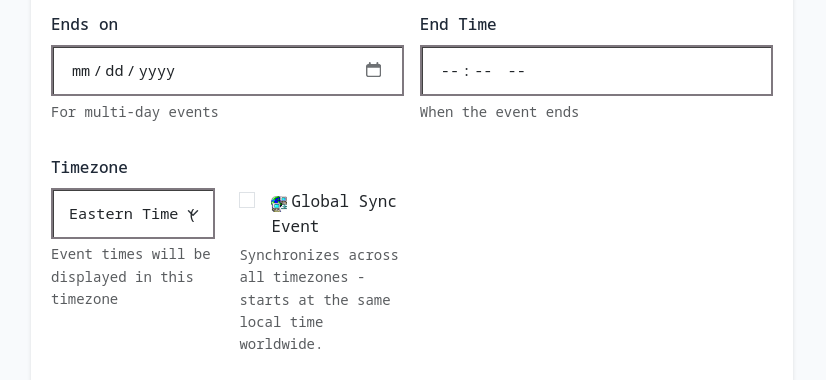 Ends on
End Time
mm / dd / yyyy
-- : -- --
For multi-day events
When the event ends
Timezone
Eastern Time (
Global Sync
Event
Event times will be
displayed in this
timezone
Synchronizes across
all timezones -
starts at the same
local time
worldwide.